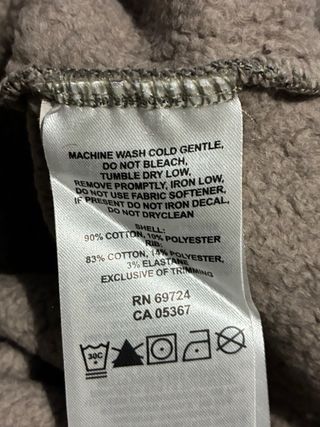 MACHINE WASH COLD GENTLE,
DO NOT BLEACH,
TUMBLE DRY LOW,
REMOVE PROMPTLY, IRON LOW,
DO NOT USE FABRIC SOFTENER,
IF PRESENT DO NOT IRON DECAL,
DO NOT DRYCLEAN
SHELL:
90% COTTON, 10% POLYESTER
RIB:
83% COTTON, 14% POLYESTER,
3% ELASTANE
EXCLUSIVE OF TRIMMING
RN 69724
CA 05367
30C